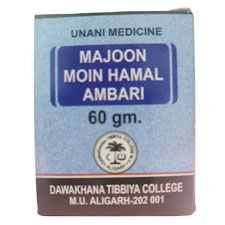 UNANI MEDICINE
MAJOON
MOIN HAMAL
AMBARI
60 gm.
DAWAKHANA TIBBIYA COLLEGE
M.U. ALIGARH-202 001